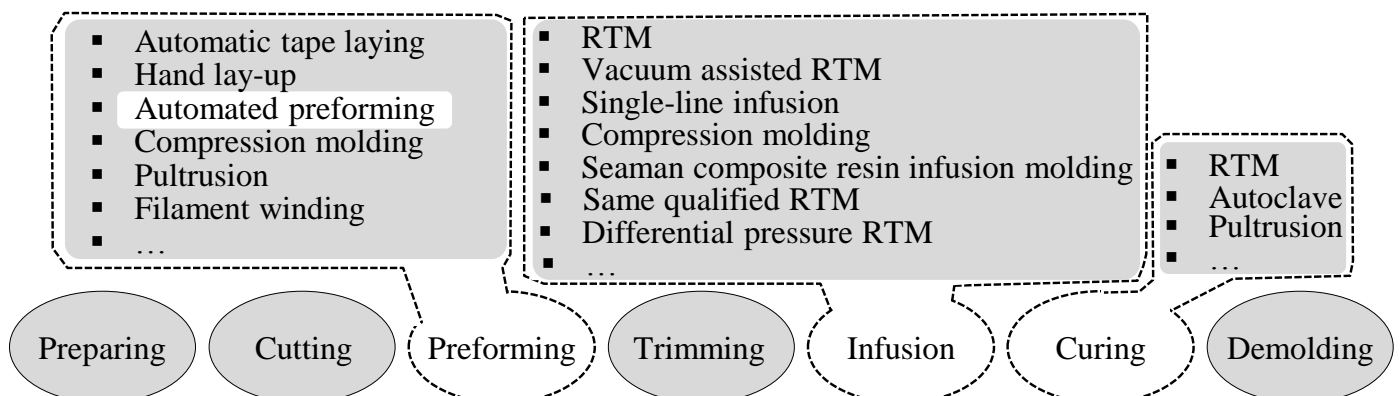 ▪ Automatic tape laying
▪ Hand lay-up
▪ Automated preforming
▪ Compression molding
▪ Pultrusion
▪ Filament winding
▪ …
▪ RTM
▪ Vacuum assisted RTM
▪ Single-line infusion
▪ Compression molding
▪ Seaman composite resin infusion molding
▪ Same qualified RTM
▪ Differential pressure RTM
▪ …
▪ RTM
▪ Autoclave
▪ Pultrusion
▪ …
Preparing
Cutting
Preforming
Trimming
Infusion
Curing
Demolding